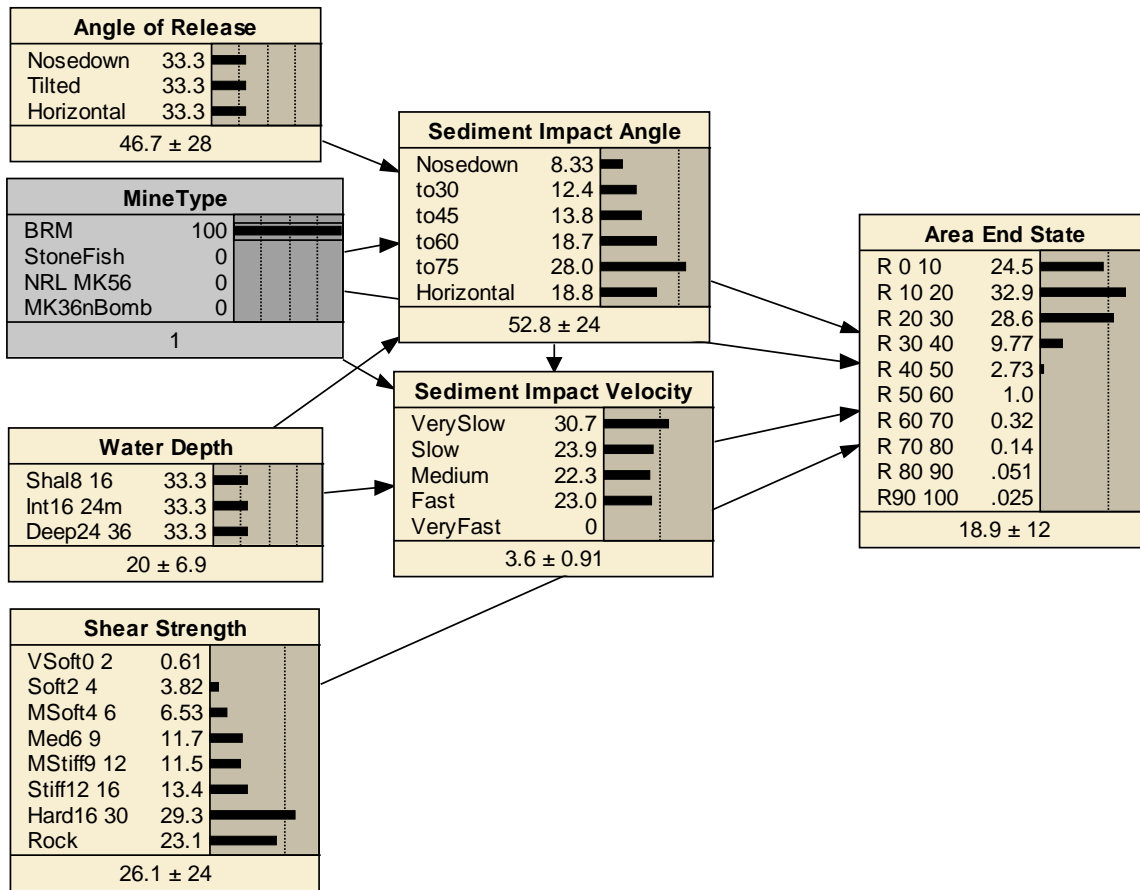 Angle of Release
Nosedown 33.3
Tilted 33.3
Horizontal 33.3
46.7 ± 28
MineType
BRM 100
StoneFish 0
NRL MK56 0
MK36nBomb 0
1
Water Depth
Shal8 16 33.3
Int16 24m 33.3
Deep24 36 33.3
20 ± 6.9
Shear Strength
VSoft0 2 0.61
Soft2 4 3.82
MSoft4 6 6.53
Med6 9 11.7
MStiff9 12 11.5
Stiff12 16 13.4
Hard16 30 29.3
Rock 23.1
26.1 ± 24
Sediment Impact Angle
Nosedown 8.33
to30 12.4
to45 13.8
to60 18.7
to75 28.0
Horizontal 18.8
52.8 ± 24
Sediment Impact Velocity
VerySlow 30.7
Slow 23.9
Medium 22.3
Fast 23.0
VeryFast 0
3.6 ± 0.91
Area End State
R 0 10 24.5
R 10 20 32.9
R 20 30 28.6
R 30 40 9.77
R 40 50 2.73
R 50 60 1.0
R 60 70 0.32
R 70 80 0.14
R 80 90 .051
R90 100 .025
18.9 ± 12